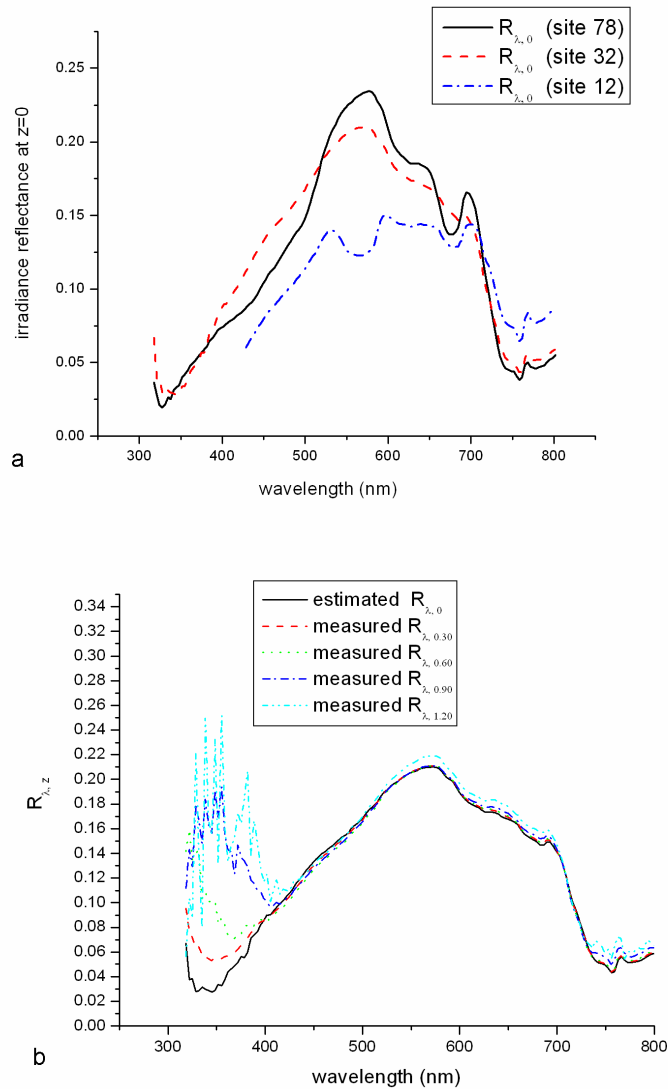 R λ, 0 (site 78)
R λ, 0 (site 32)
R λ, 0 (site 12)
0.25
0.20
0.15
0.10
0.05
0.00
irradiance reflectance at z=0
300 400 500 600 700 800
wavelength (nm)
a
estimated R λ, 0
measured R λ, 0.30
measured R λ, 0.60
measured R λ, 0.90
measured R λ, 1.20
0.34
0.32
0.30
0.28
0.26
0.24
0.22
0.20
0.18
0.16
0.14
0.12
0.10
0.08
0.06
0.04
0.02
0.00
R λ, z
300 400 500 600 700 800
wavelength (nm)
b